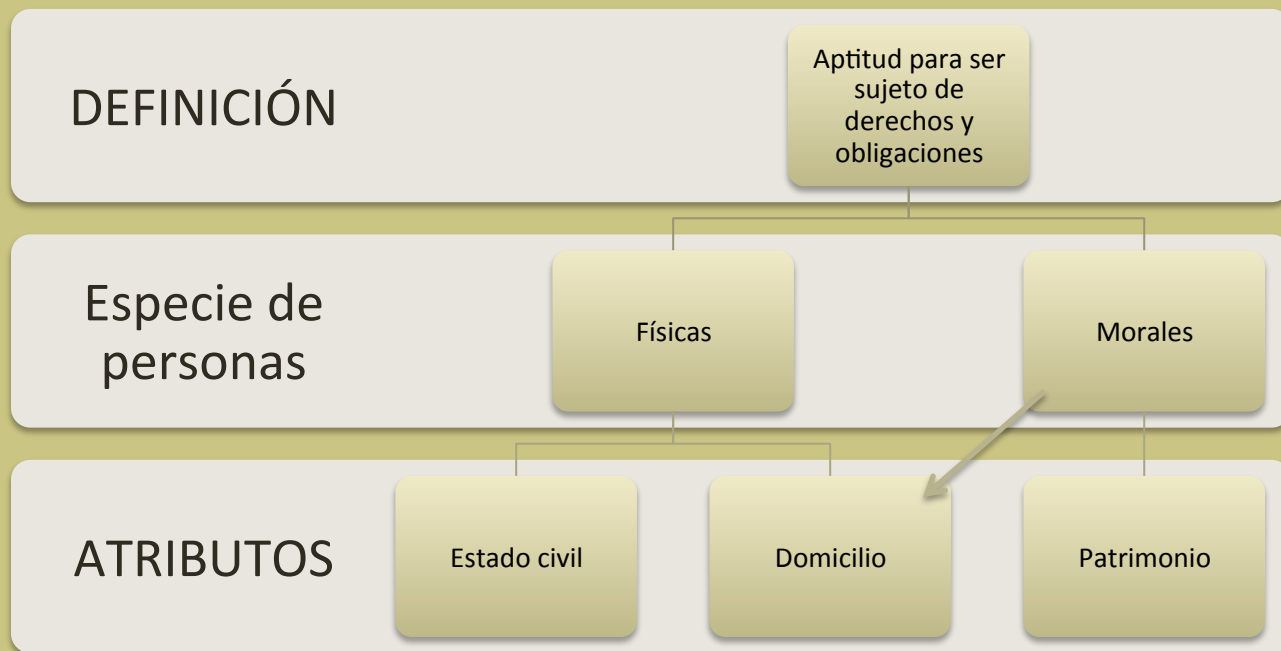 DEFINICIÓN
Aptitud para ser
sujeto de
derechos y
obligaciones
Especie de
personas
Físicas
Morales
ATRIBUTOS
Estado civil
Domicilio
Patrimonio